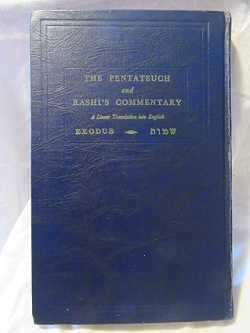 THE PENTATEUCH
and
RASHI'S COMMENTARY
A Linear Translation into English
EXODUS שמות